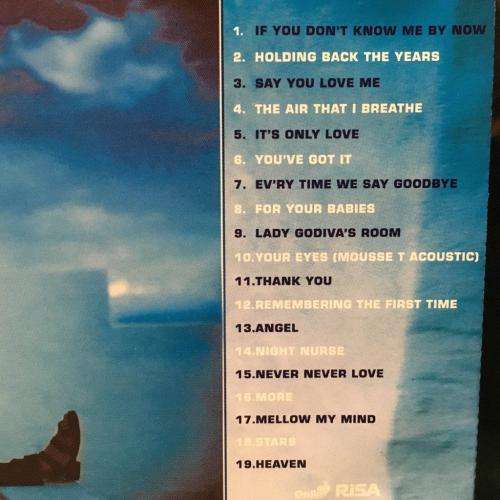 1. IF YOU DON'T KNOW ME BY NOW
2. HOLDING BACK THE YEARS
3. SAY YOU LOVE ME
4. THE AIR THAT I BREATHE
5. IT'S ONLY LOVE
6. YOU'VE GOT IT
7. EV'RY TIME WE SAY GOODBYE
8. FOR YOUR BABIES
9. LADY GODIVA'S ROOM
10.YOUR EYES (MOUSSE T ACOUSTIC)
11.THANK YOU
12.REMEMBERING THE FIRST TIME
13.ANGEL
14.NIGHT NURSE
15.NEVER NEVER LOVE
16.MORE
17.MELLOW MY MIND
18.STARS
19.HEAVEN
RiSA